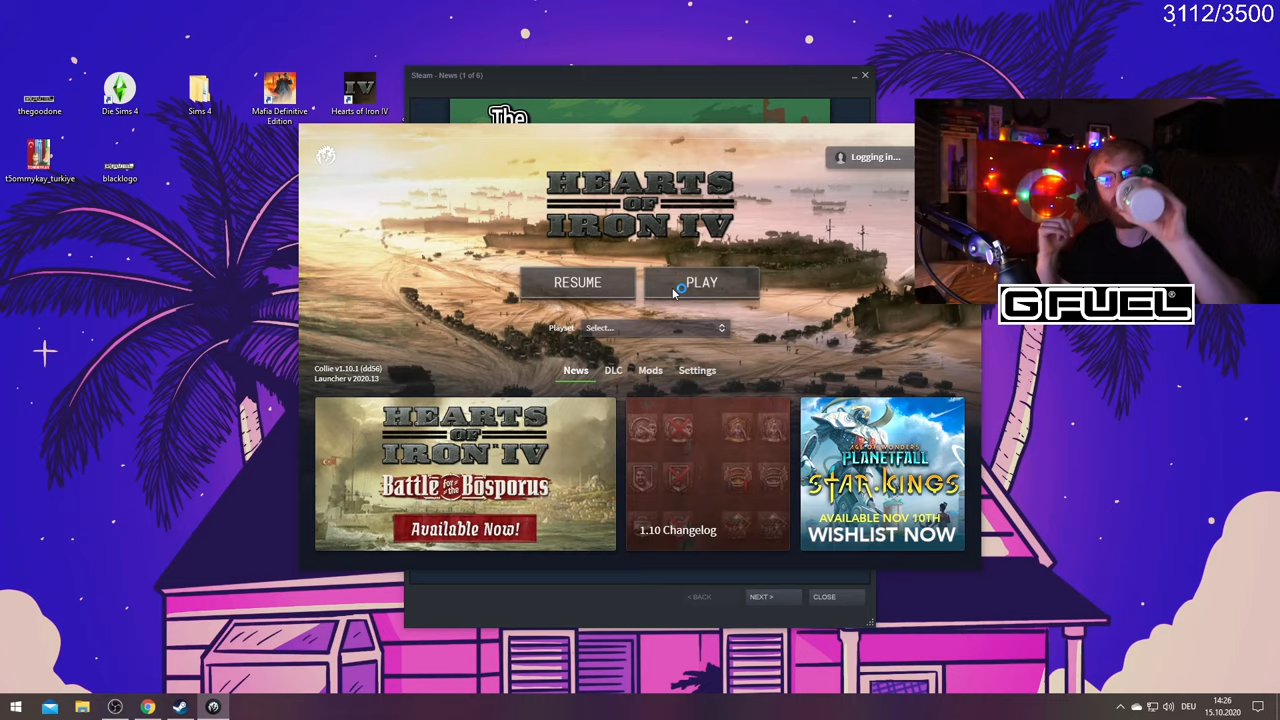 3112/3500
Steam - News (1 of 6)
The
thegoodone
Die Sims 4
Sims 4
Mafia Definitive
Edition
IV
Hearts of Iron IV
t5ommykay_turkiye
blacklogo
Logging in...
HEARTS
OF
IRON IV
RESUME
PLAY
Playset
Select...
G FUEL®
Collie v1.10.1 (dd56)
Launcher v 2020.13
News
DLC
Mods
Settings
HEARTS
OF
IRON IV
Battle for the Bosporus
Available Now!
1.10 Changelog
AGE OF WONDERS
PLANETFALL
STAR KINGS
AVAILABLE NOV 10TH
WISHLIST NOW
< BACK
NEXT >
CLOSE
DEU
14:26
15.10.2020